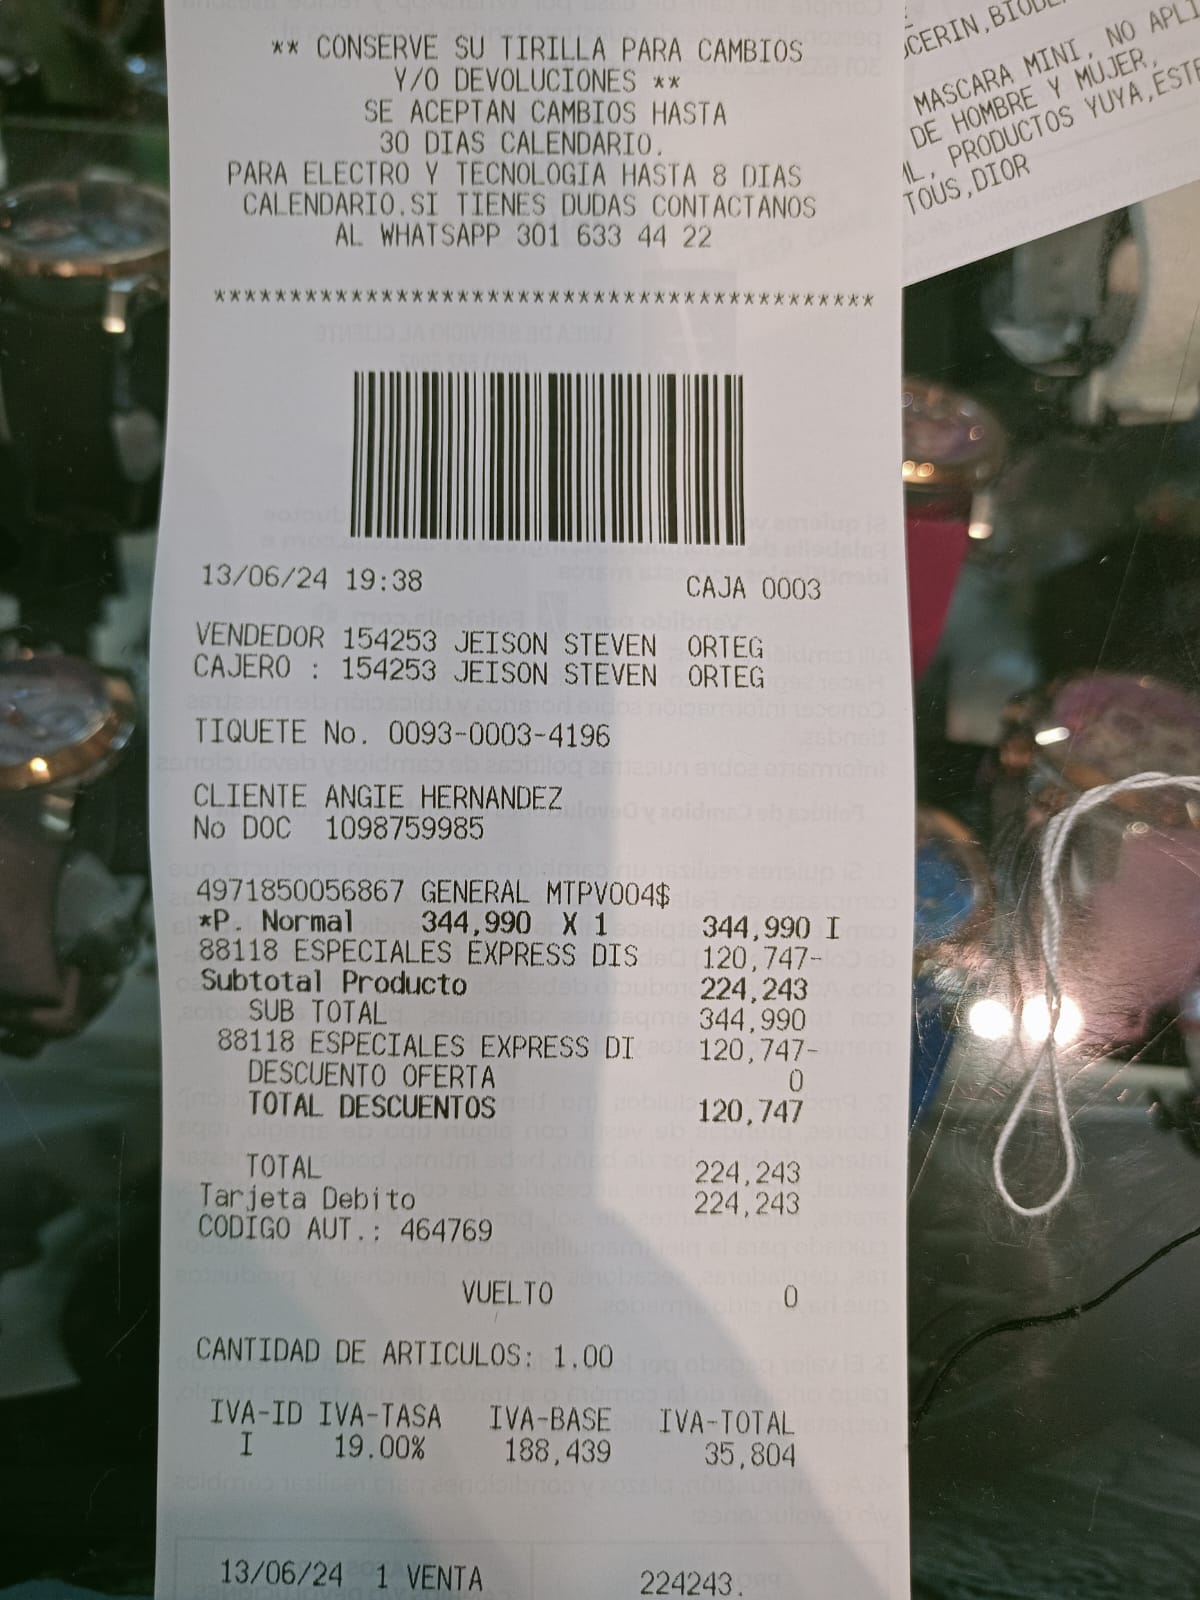 ** CONSERVE SU TIRILLA PARA CAMBIOS
Y/O DEVOLUCIONES **
SE ACEPTAN CAMBIOS HASTA
30 DIAS CALENDARIO.
PARA ELECTRO Y TECNOLOGIA HASTA 8 DIAS
CALENDARIO.SI TIENES DUDAS CONTACTANOS
AL WHATSAPP 301 633 44 22
********************************************
13/06/24 19:38 CAJA 0003
VENDEDOR 154253 JEISON STEVEN ORTEG
CAJERO : 154253 JEISON STEVEN ORTEG
TIQUETE No. 0093-0003-4196
CLIENTE ANGIE HERNANDEZ
No DOC 1098759985
4971850056867 GENERAL MTPV004$
*P. Normal 344,990 X 1 344,990 I
88118 ESPECIALES EXPRESS DIS 120,747-
Subtotal Producto 224,243
SUB TOTAL 344,990
88118 ESPECIALES EXPRESS DI 120,747-
DESCUENTO OFERTA 0
TOTAL DESCUENTOS 120,747
TOTAL 224,243
Tarjeta Debito 224,243
CODIGO AUT.: 464769
VUELTO 0
CANTIDAD DE ARTICULOS: 1.00
IVA-ID IVA-TASA IVA-BASE IVA-TOTAL
I 19.00% 188,439 35,804
13/06/24 1 VENTA 224243.
MASCARA MINI, NO
DE HOMBRE Y MUJER,
PRODUCTOS YUYA,
TOUS,DIOR